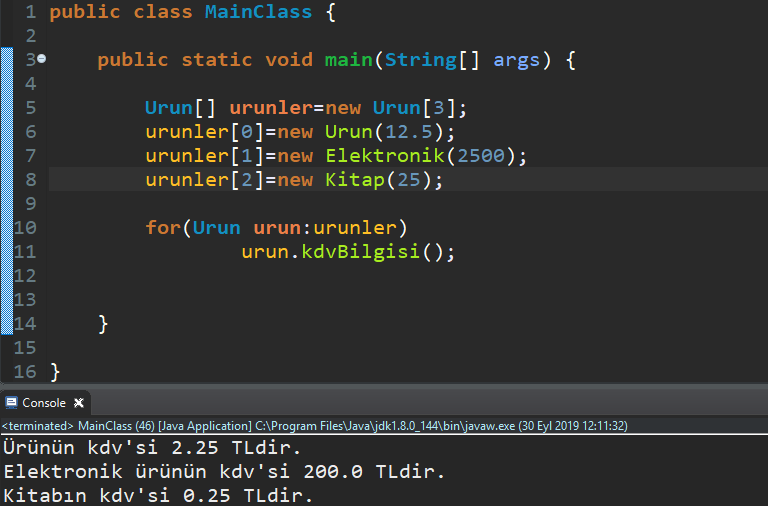 1 public class MainClass {
2
3 public static void main(String[] args) {
4
5 Urun[] urunler=new Urun[3];
6 urunler[0]=new Urun(12.5);
7 urunler[1]=new Elektronik(2500);
8 urunler[2]=new Kitap(25);
9
10 for(Urun urun:urunler)
11 urun.kdvBilgisi();
12
13
14 }
15
16 }
Console
<terminated> MainClass (46) [Java Application] C:\Program Files\Java\jdk1.8.0_144\bin\javaw.exe (30 Eyl 2019 12:11:32)
Ürünün kdv'si 2.25 TLdir.
Elektronik ürünün kdv'si 200.0 TLdir.
Kitabın kdv'si 0.25 TLdir.